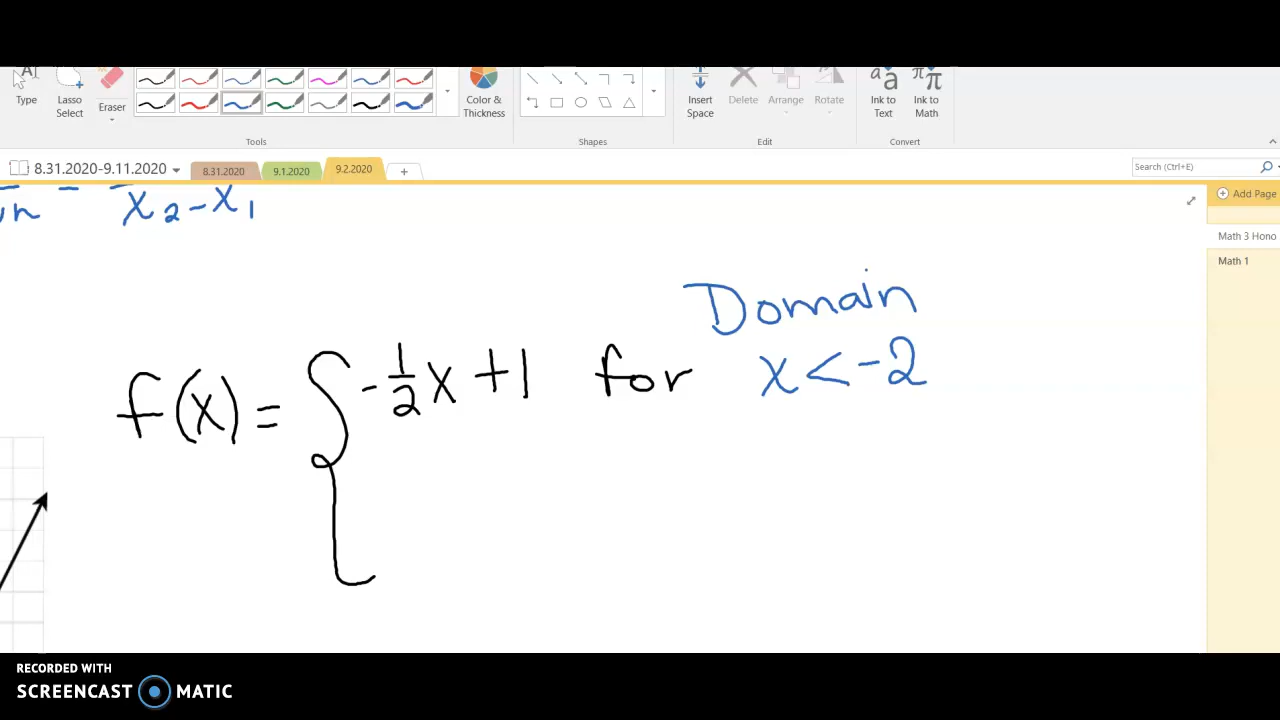 Type
Lasso Select
Eraser
Color & Thickness
Insert Space
Delete
Arrange
Rotate
Ink to Text
Ink to Math
Tools
Shapes
Edit
Convert
8.31.2020-9.11.2020
8.31.2020
9.1.2020
9.2.2020
+
Search (Ctrl+E)
Add Page
Math 3 Hono
Math 1
= x₂ - x₁
Domain
f(x) = { -1/2 x + 1 for x < -2
RECORDED WITH
SCREENCAST MATIC